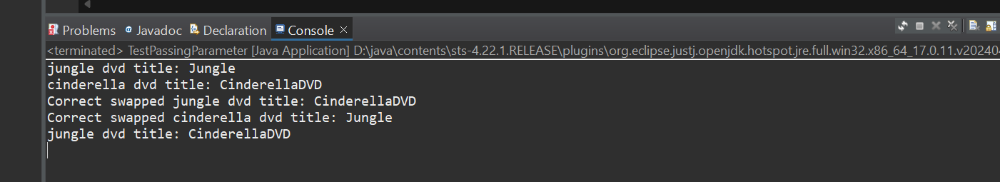 Problems Javadoc Declaration Console
<terminated> TestPassingParameter [Java Application] D:\java\contents\sts-4.22.1.RELEASE\plugins\org.eclipse.justj.openjdk.hotspot.jre.full.win32.x86_64_17.0.11.v20240
jungle dvd title: Jungle
cinderella dvd title: CinderellaDVD
Correct swapped jungle dvd title: CinderellaDVD
Correct swapped cinderella dvd title: Jungle
jungle dvd title: CinderellaDVD